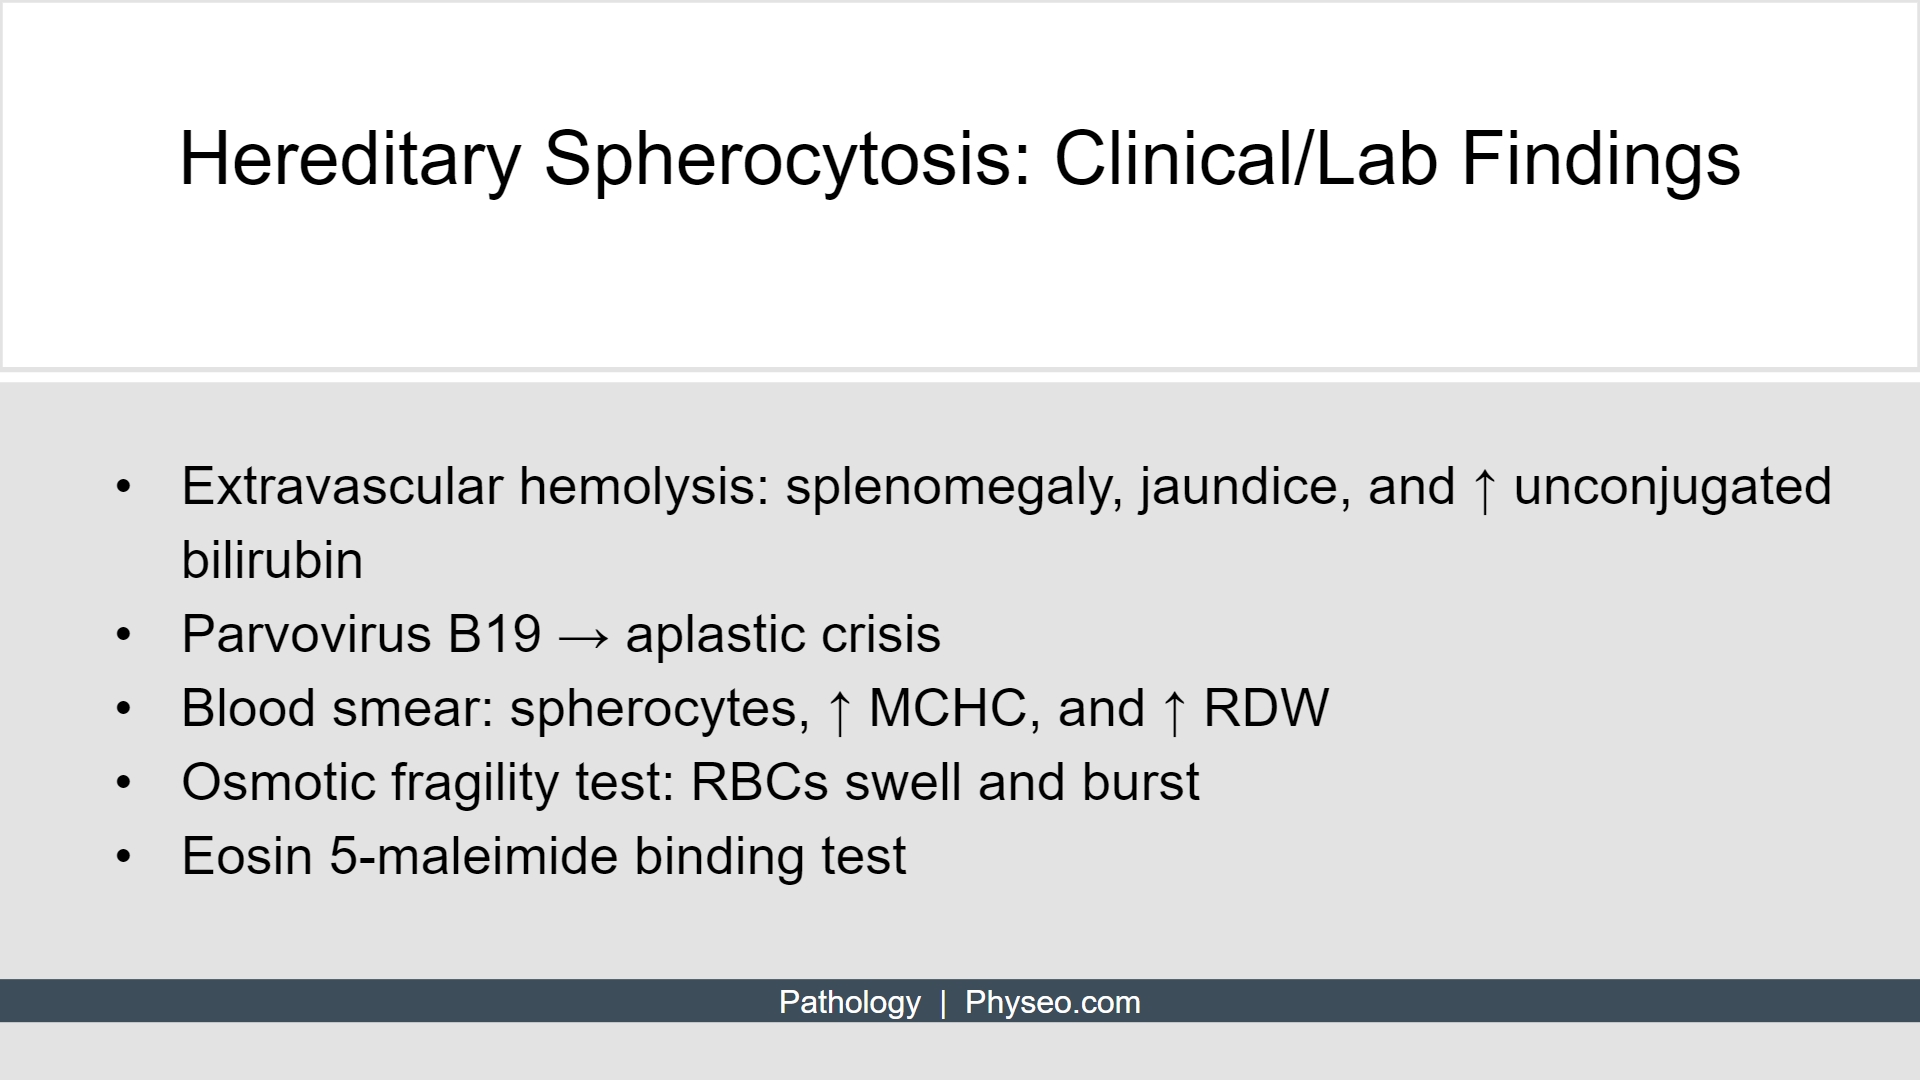 Hereditary Spherocytosis: Clinical/Lab Findings
• Extravascular hemolysis: splenomegaly, jaundice, and ↑ unconjugated
bilirubin
• Parvovirus B19 → aplastic crisis
• Blood smear: spherocytes, ↑ MCHC, and ↑ RDW
• Osmotic fragility test: RBCs swell and burst
• Eosin 5-maleimide binding test
Pathology | Physeo.com